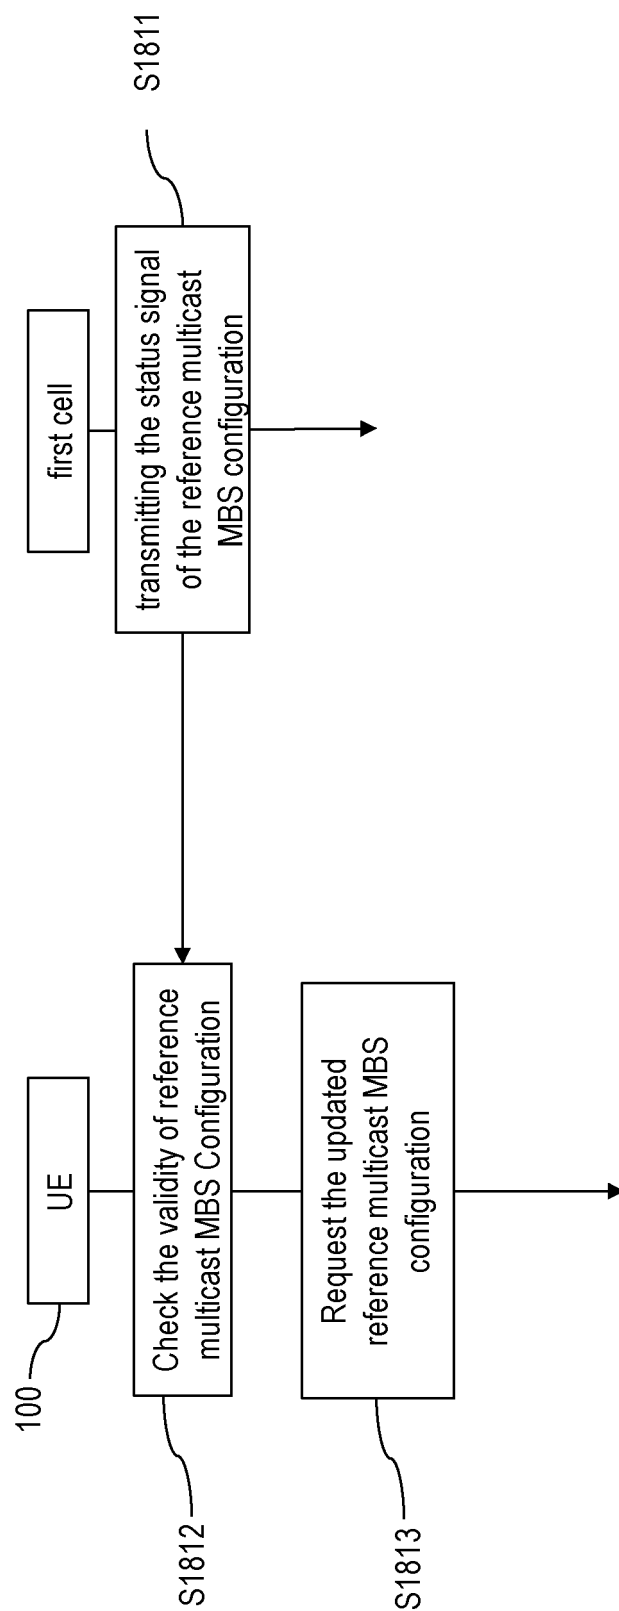 100
UE
first cell
S1811
transmitting the status signal
of the reference multicast
MBS configuration
S1812
Check the validity of reference
multicast MBS Configuration
S1813
Request the updated
reference multicast MBS
configuration